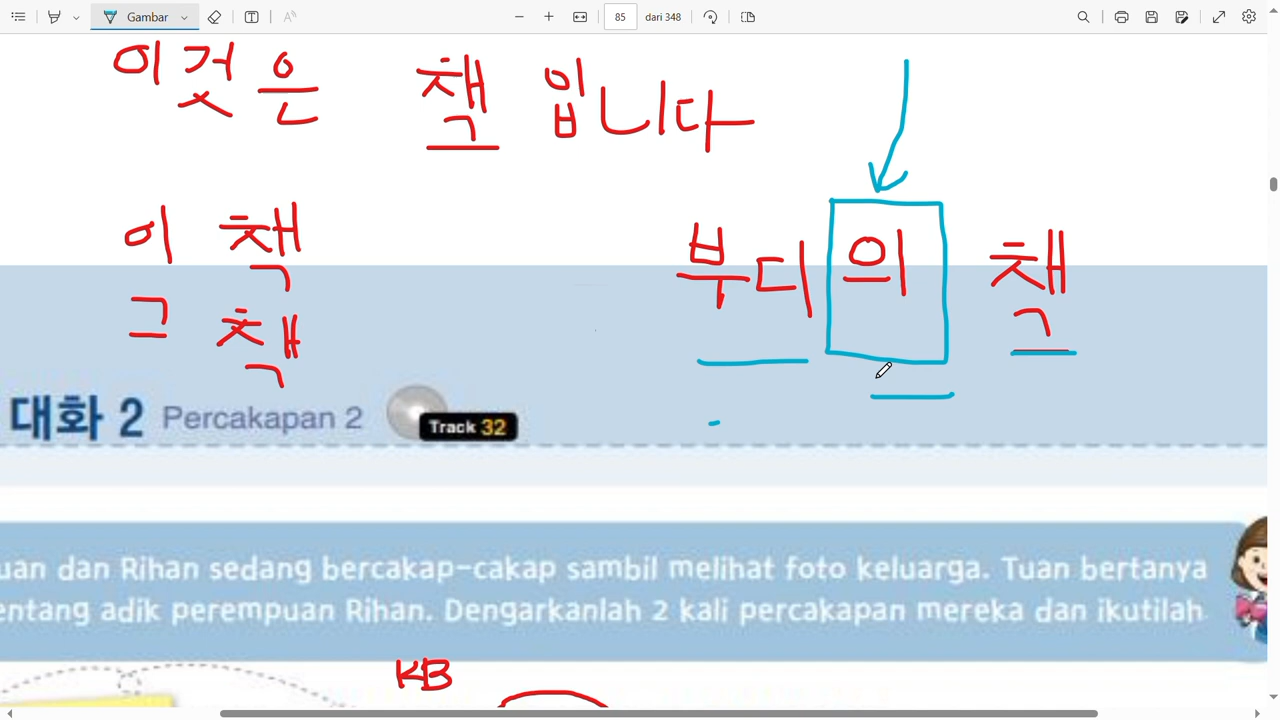 Gambar
85 dari 348
이것은 책 입니다
이 책
그 책
부디의 책
대화 2 Percakapan 2 Track 32
uan dan Rihan sedang bercakap-cakap sambil melihat foto keluarga. Tuan bertanya
entang adik perempuan Rihan. Dengarkanlah 2 kali percakapan mereka dan ikutilah
KB